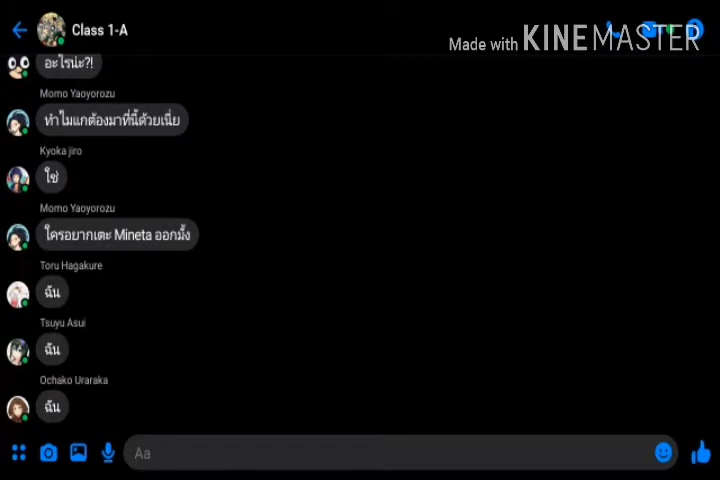 Class 1-A
Made with KINEMASTER
อะไรน่ะ?!
Momo Yaoyorozu
ทำไมแกต้องมาที่นี้ด้วยเนี่ย
Kyoka jiro
ใช่
Momo Yaoyorozu
ใครอยากเตะ Mineta ออกมั้ง
Toru Hagakure
ฉัน
Tsuyu Asui
ฉัน
Ochako Uraraka
ฉัน
Aa